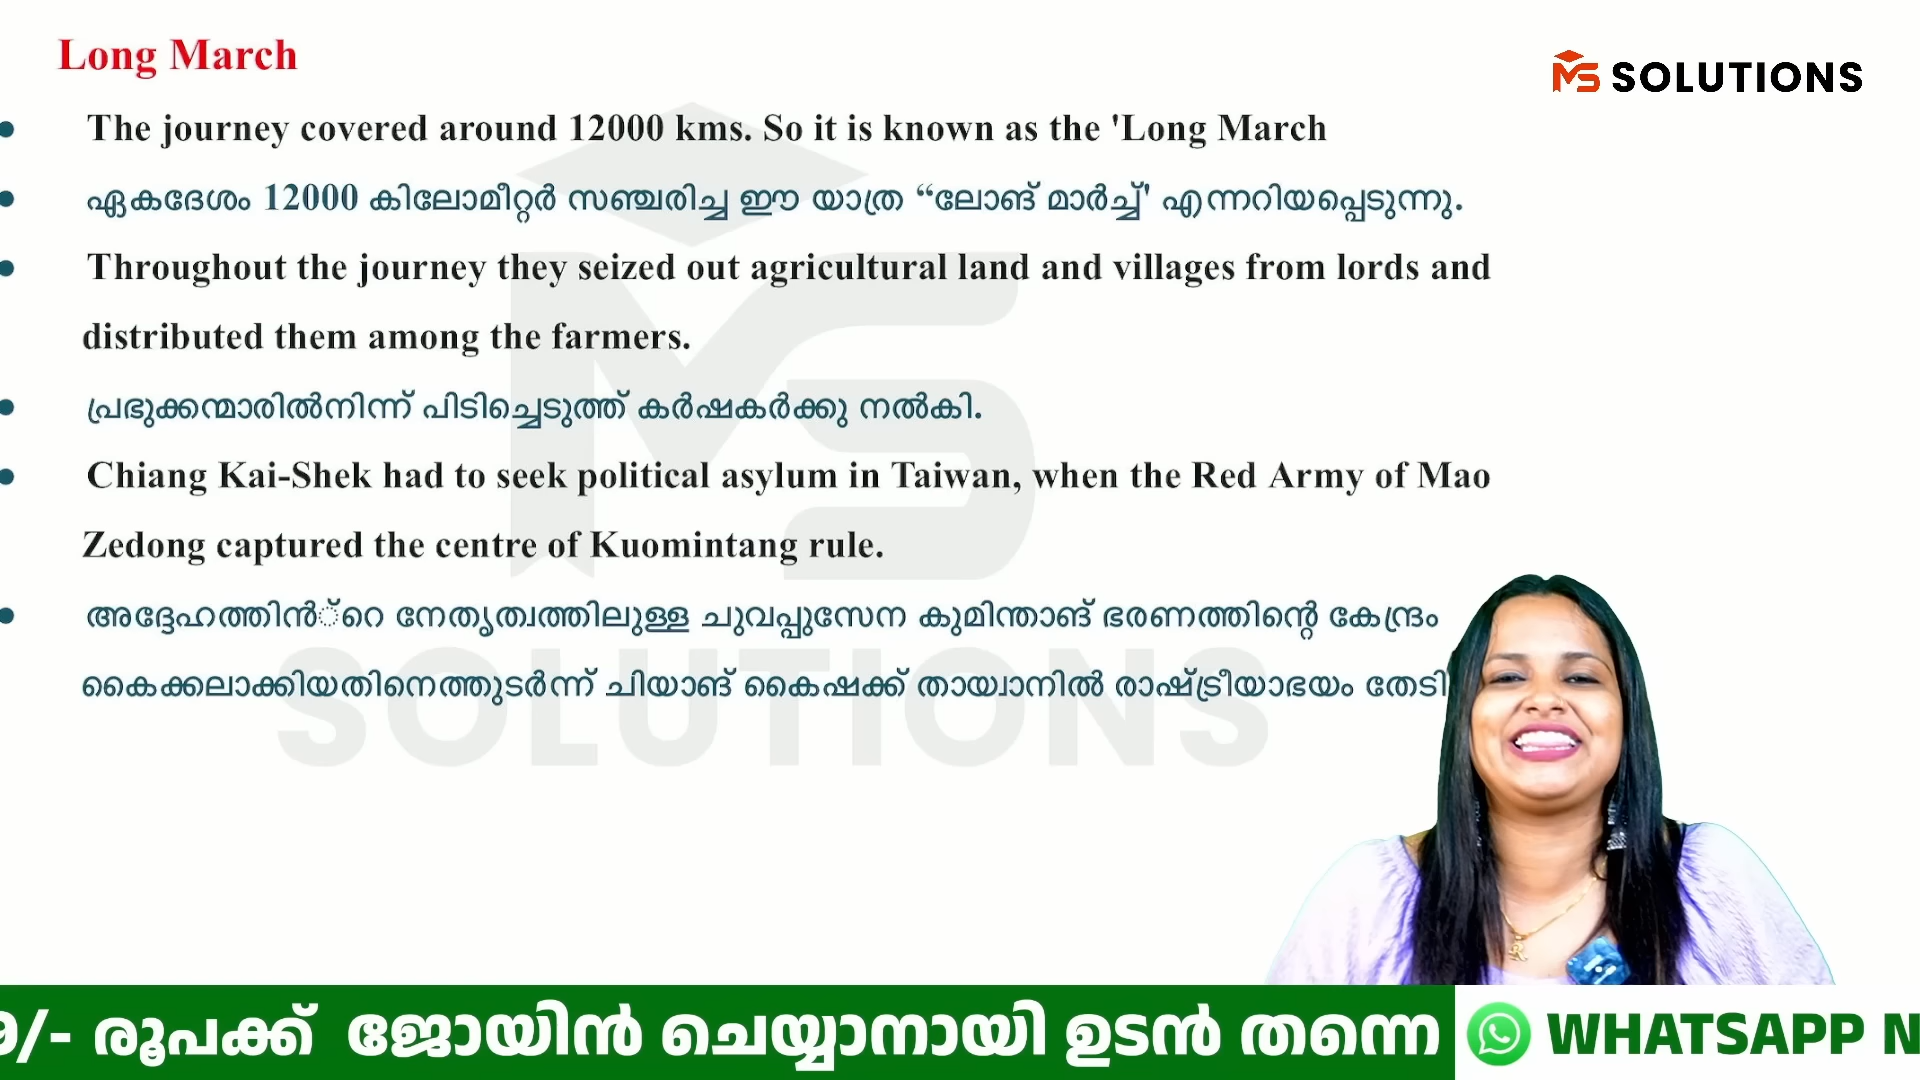 Long March
MS SOLUTIONS
The journey covered around 12000 kms. So it is known as the 'Long March
ഏകദേശം 12000 കിലോമീറ്റർ സഞ്ചരിച്ച ഈ യാത്ര “ലോങ് മാർച്ച്' എന്നറിയപ്പെടുന്നു.
Throughout the journey they seized out agricultural land and villages from lords and
distributed them among the farmers.
പ്രഭുക്കന്മാരിൽനിന്ന് പിടിച്ചെടുത്ത് കർഷകർക്കു നൽകി.
Chiang Kai-Shek had to seek political asylum in Taiwan, when the Red Army of Mao
Zedong captured the centre of Kuomintang rule.
അദ്ദേഹത്തിൻ്റെ നേതൃത്വത്തിലുള്ള ചുവപ്പുസേന കുമിന്താങ് ഭരണത്തിന്റെ കേന്ദ്രം
കൈക്കലാക്കിയതിനെത്തുടർന്ന് ചിയാങ് കൈഷക്ക് തായ്വാനിൽ രാഷ്ട്രീയാഭയം തേടി
SOLUTIONS
9/- രൂപക്ക് ജോയിൻ ചെയ്യാനായി ഉടൻ തന്നെ WHATSAPP N